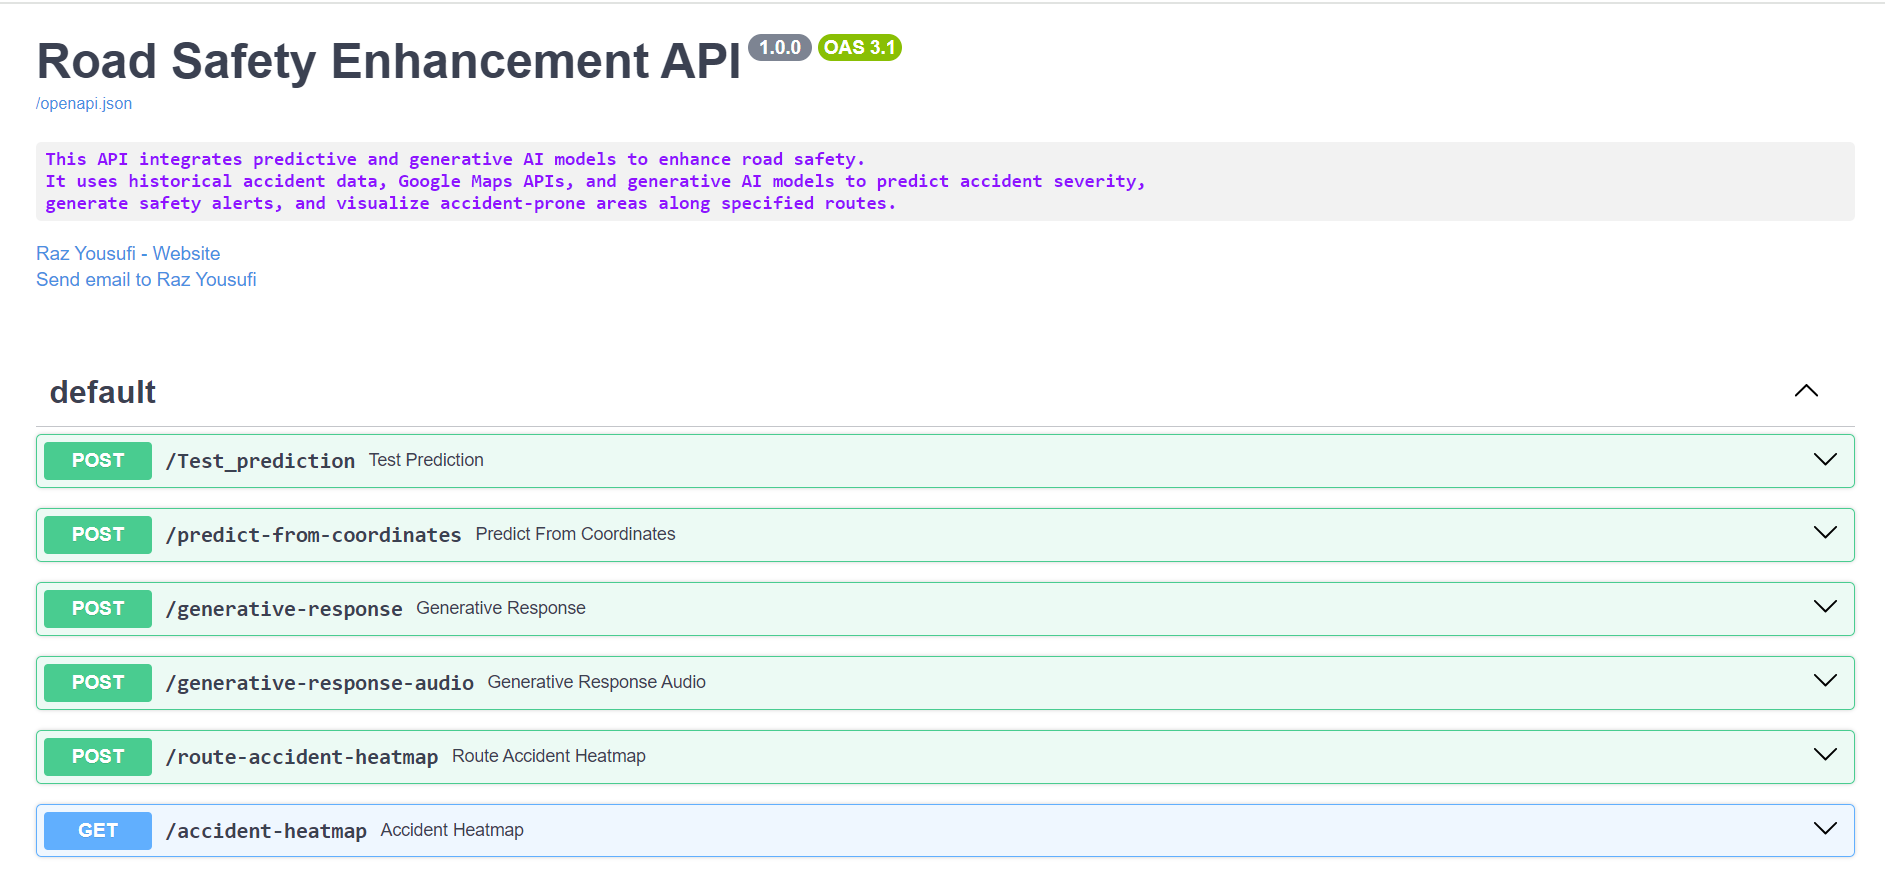 Road Safety Enhancement API 1.0.0 OAS 3.1
/openapi.json
This API integrates predictive and generative AI models to enhance road safety.
It uses historical accident data, Google Maps APIs, and generative AI models to predict accident severity,
generate safety alerts, and visualize accident-prone areas along specified routes.
Raz Yousufi - Website
Send email to Raz Yousufi
default
POST /Test_prediction Test Prediction
POST /predict-from-coordinates Predict From Coordinates
POST /generative-response Generative Response
POST /generative-response-audio Generative Response Audio
POST /route-accident-heatmap Route Accident Heatmap
GET /accident-heatmap Accident Heatmap